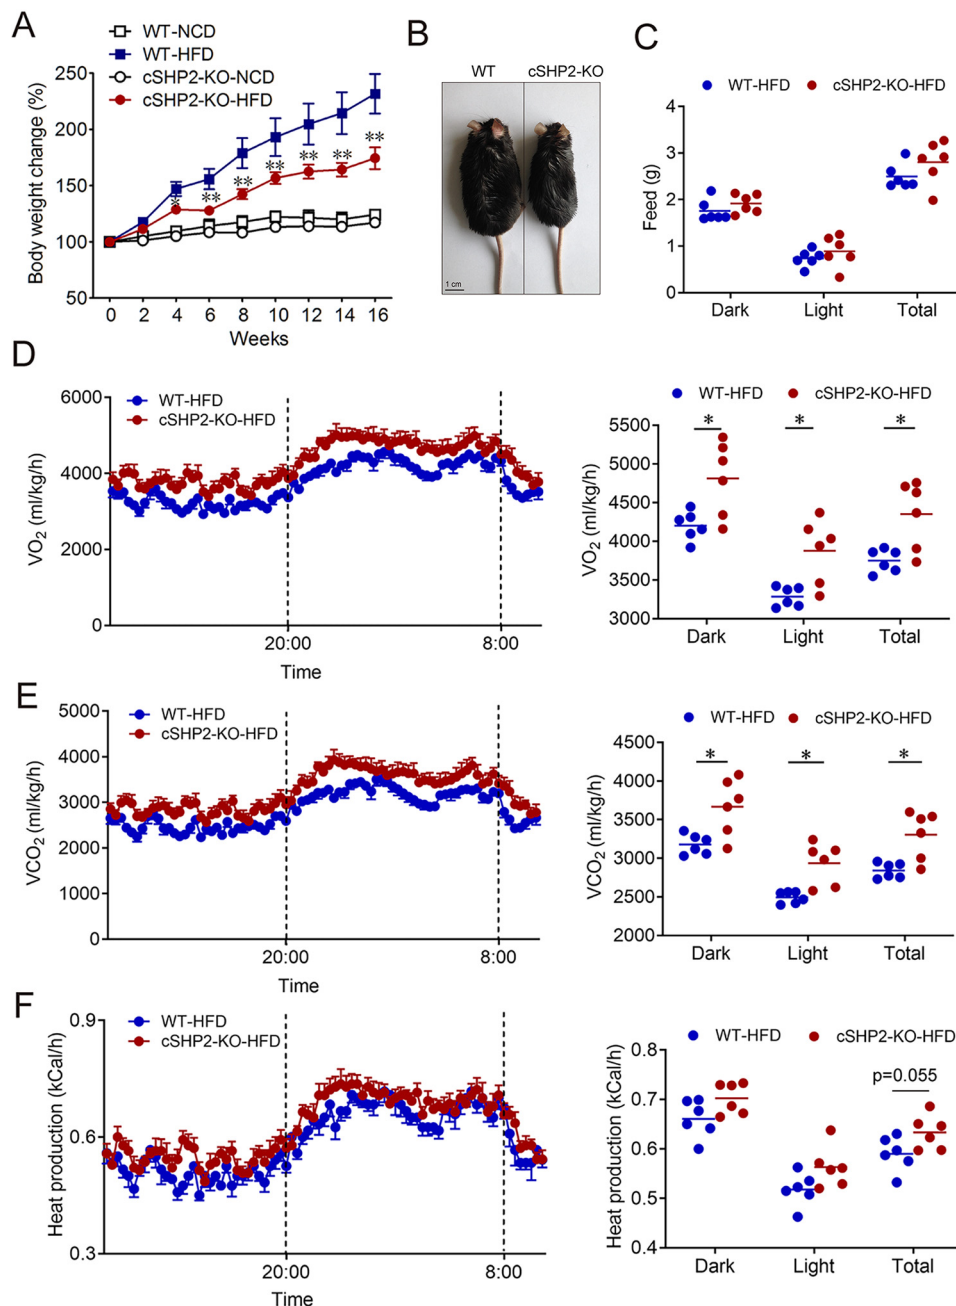 A
WT-NCD
WT-HFD
cSHP2-KO-NCD
cSHP2-KO-HFD
Body weight change (%)
250
200
150
100
50
* ** ** ** ** ** **
0 2 4 6 8 10 12 14 16
Weeks
B
WT cSHP2-KO
1 cm
C
WT-HFD cSHP2-KO-HFD
Feed (g)
4
3
2
1
0
Dark Light Total
D
WT-HFD
cSHP2-KO-HFD
VO2 (ml/kg/h)
6000
4000
2000
0
20:00 8:00
Time
WT-HFD cSHP2-KO-HFD
* * *
VO2 (ml/kg/h)
5500
5000
4500
4000
3500
3000
Dark Light Total
E
WT-HFD
cSHP2-KO-HFD
VCO2 (ml/kg/h)
5000
4000
3000
2000
0
20:00 8:00
Time
WT-HFD cSHP2-KO-HFD
* * *
VCO2 (ml/kg/h)
4500
4000
3500
3000
2500
2000
Dark Light Total
F
WT-HFD
cSHP2-KO-HFD
Heat production (kCal/h)
0.9
0.6
0.3
20:00 8:00
Time
WT-HFD cSHP2-KO-HFD
p=0.055
Heat production (kCal/h)
0.8
0.7
0.6
0.5
0.4
Dark Light Total